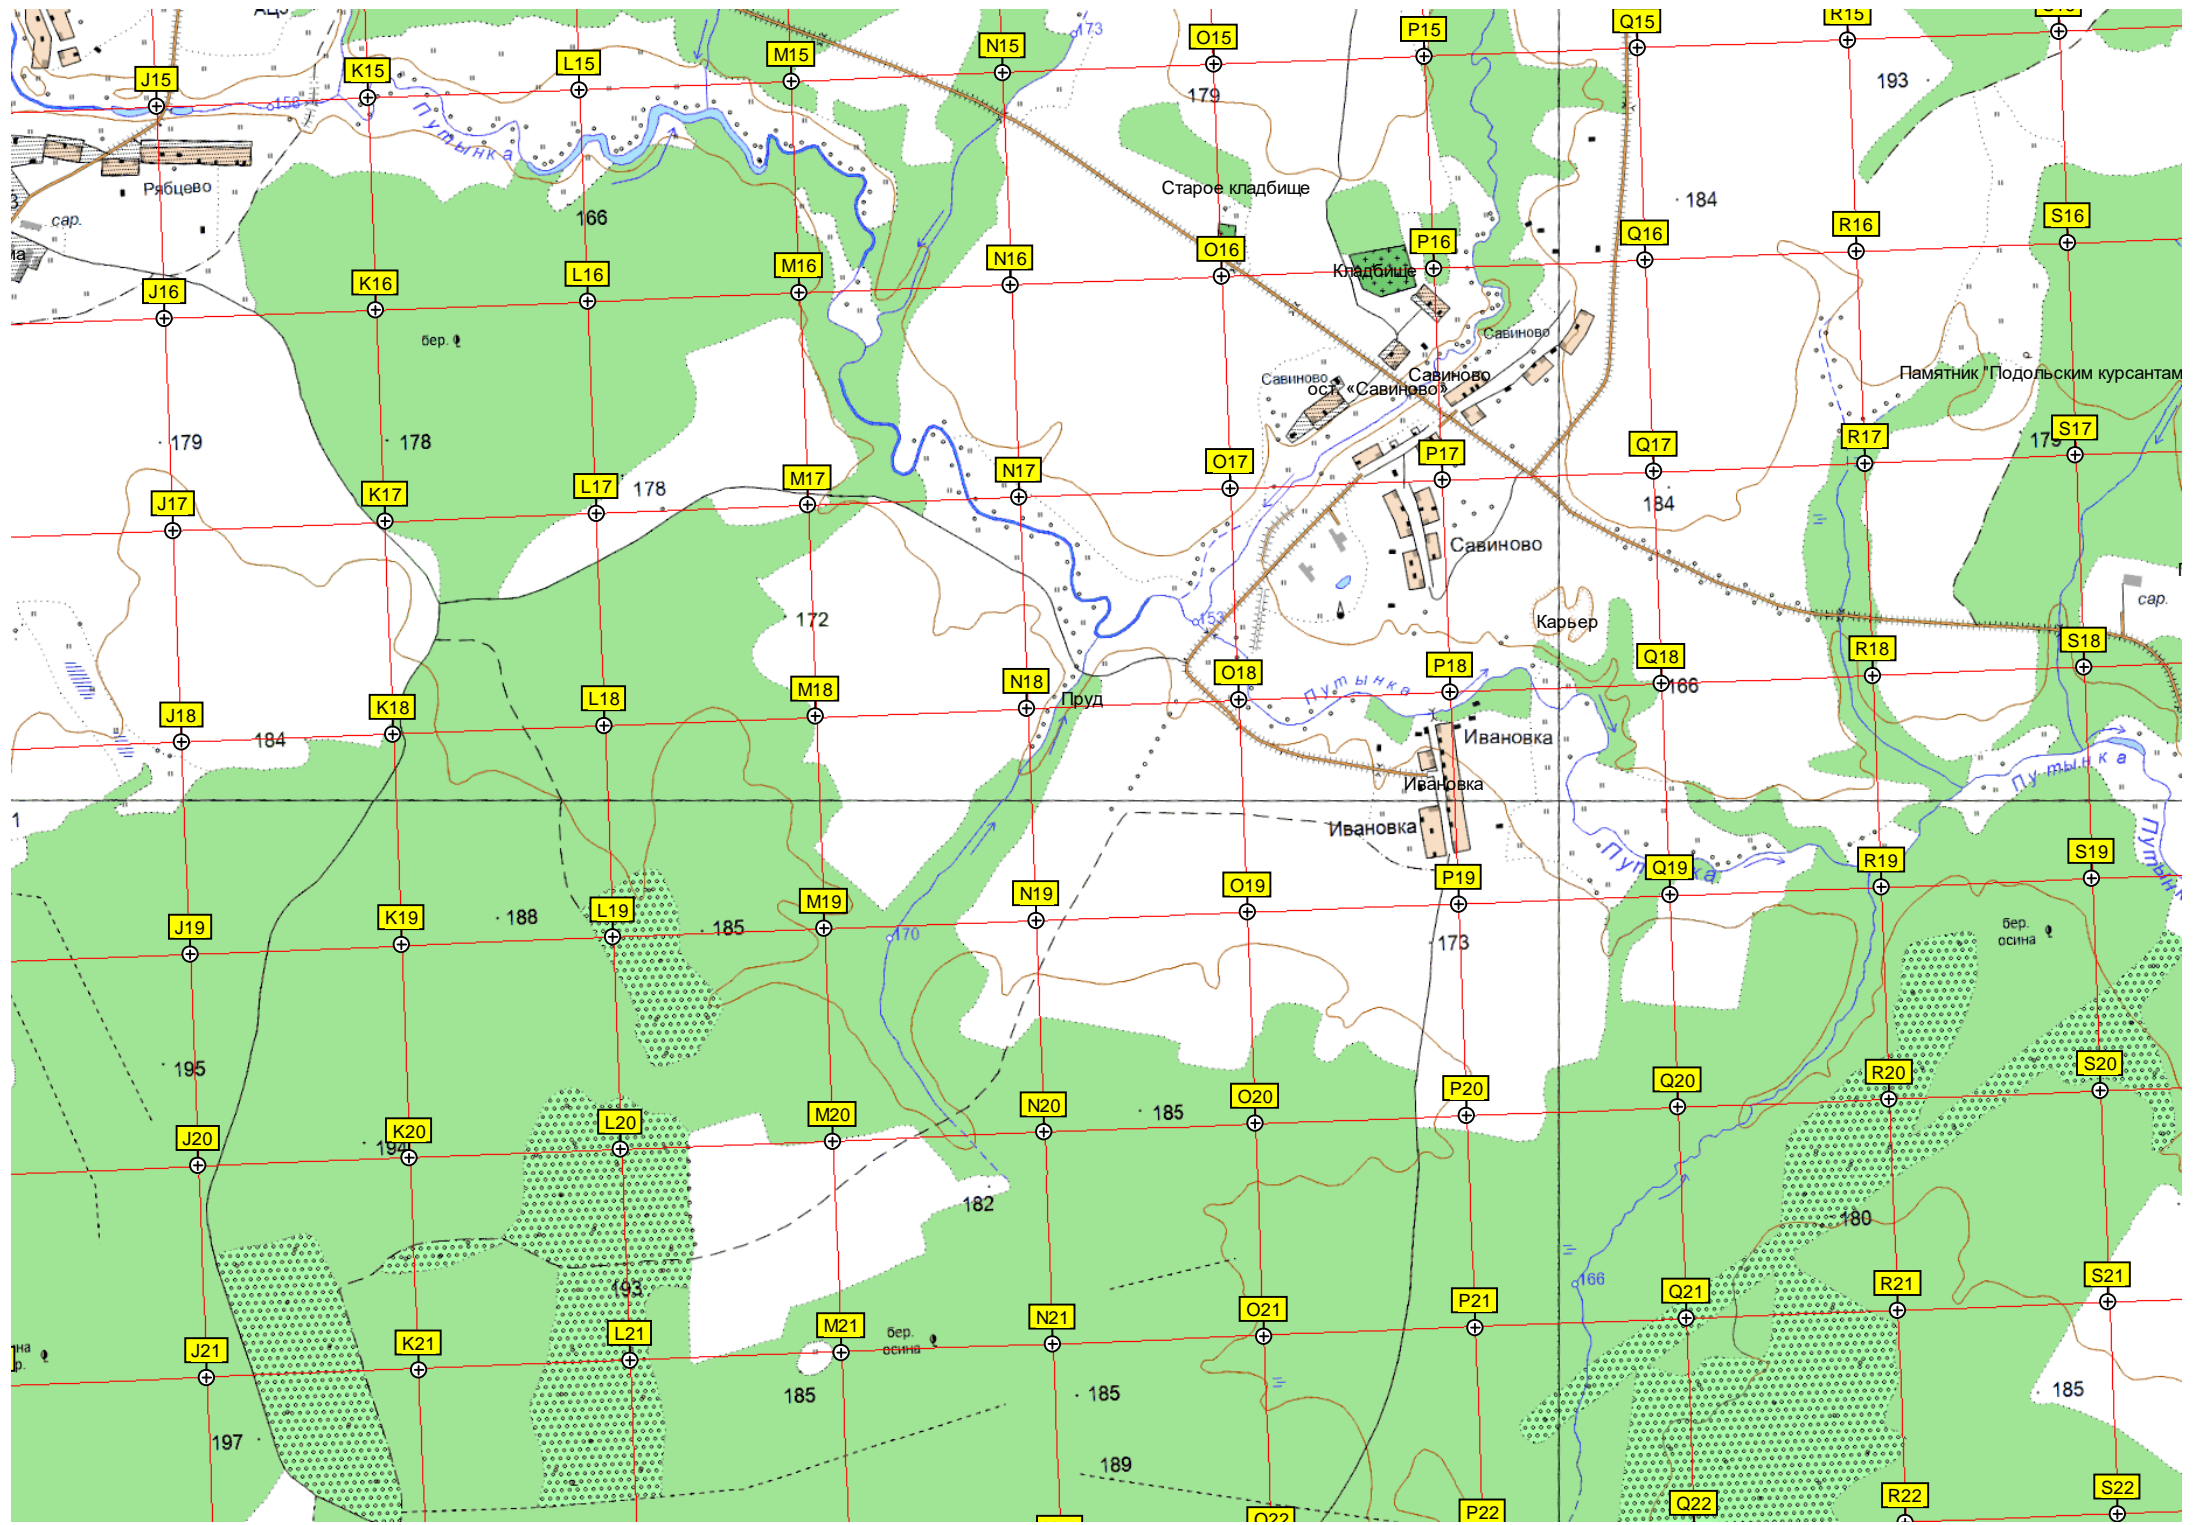 J15
K15
L15
M15
N15
O15
P15
Q15
R15
173
158
179
193
Путынка
Рябцево
сар.
166
Старое кладбище
184
J16
K16
L16
M16
N16
O16
P16
Q16
R16
S16
Кладбище
бер.
Савиново
Савиново
Савиново
ост. «Савиново»
Памятник "Подольским курсантам
179
178
178
179
184
J17
K17
L17
M17
N17
O17
P17
Q17
R17
S17
Савиново
172
153
Карьер
сар.
J18
K18
L18
M18
N18
O18
P18
Q18
R18
S18
Пруд
Путынка
166
184
Ивановка
Ивановка
Ивановка
Путынка
Путынка
1
J19
K19
L19
M19
N19
O19
P19
Q19
R19
S19
188
185
170
173
бер.
осина
195
J20
K20
L20
M20
N20
O20
P20
Q20
R20
S20
194
185
182
180
193
166
J21
K21
L21
M21
N21
O21
P21
Q21
R21
S21
бер.
осина
185
185
185
197
189
O22
P22
Q22
R22
S22